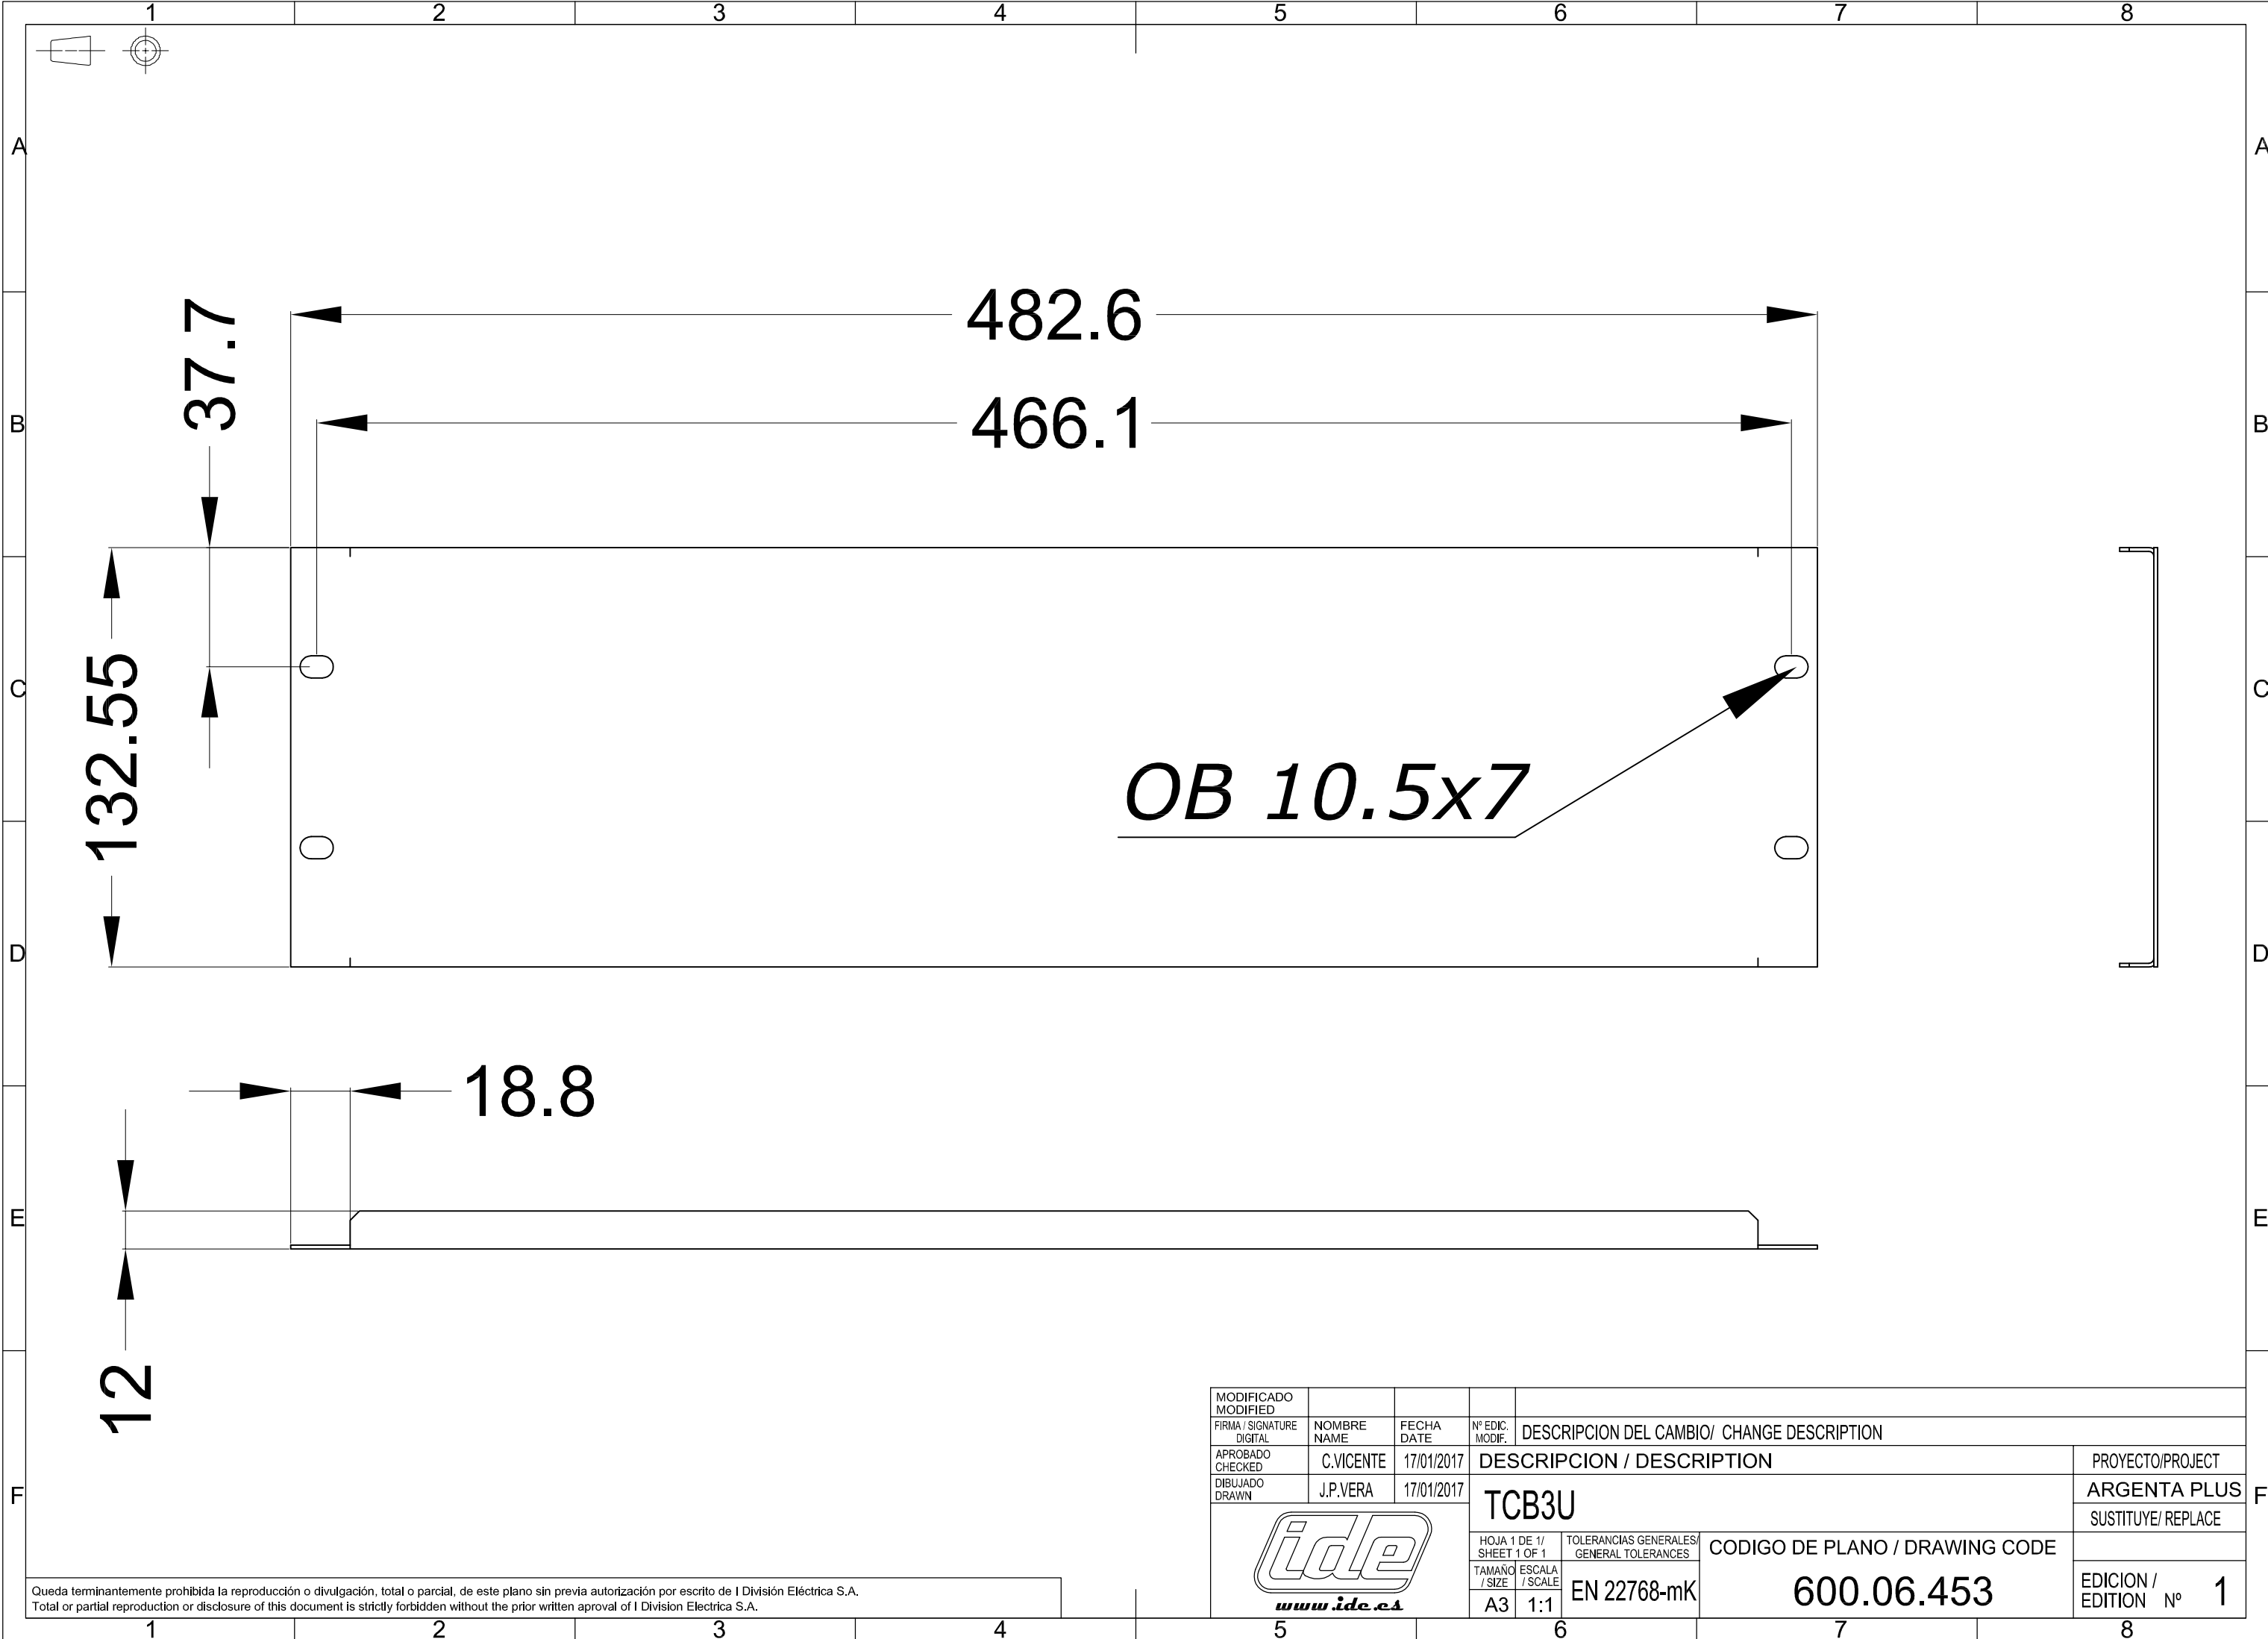 1 2 3 4 5 6 7 8
A A
B B
C C
D D
E E
F F
482.6
466.1
37.7
132.55
OB 10.5x7
18.8
12
MODIFICADO
MODIFIED
FIRMA / SIGNATURE
DIGITAL
NOMBRE
NAME
FECHA
DATE
Nº EDIC.
MODIF.
DESCRIPCION DEL CAMBIO/ CHANGE DESCRIPTION
APROBADO
CHECKED
C.VICENTE
17/01/2017
DESCRIPCION / DESCRIPTION
PROYECTO/PROJECT
DIBUJADO
DRAWN
J.P.VERA
17/01/2017
TCB3U
ARGENTA PLUS
SUSTITUYE/ REPLACE
ide
www.ide.es
HOJA 1 DE 1/
SHEET 1 OF 1
TOLERANCIAS GENERALES/
GENERAL TOLERANCES
CODIGO DE PLANO / DRAWING CODE
TAMAÑO
/ SIZE
ESCALA
/ SCALE
A3
1:1
EN 22768-mK
600.06.453
EDICION /
EDITION Nº 1
Queda terminantemente prohibida la reproducción o divulgación, total o parcial, de este plano sin previa autorización por escrito de I División Eléctrica S.A.
Total or partial reproduction or disclosure of this document is strictly forbidden without the prior written aproval of I Division Electrica S.A.
1 2 3 4 5 6 7 8